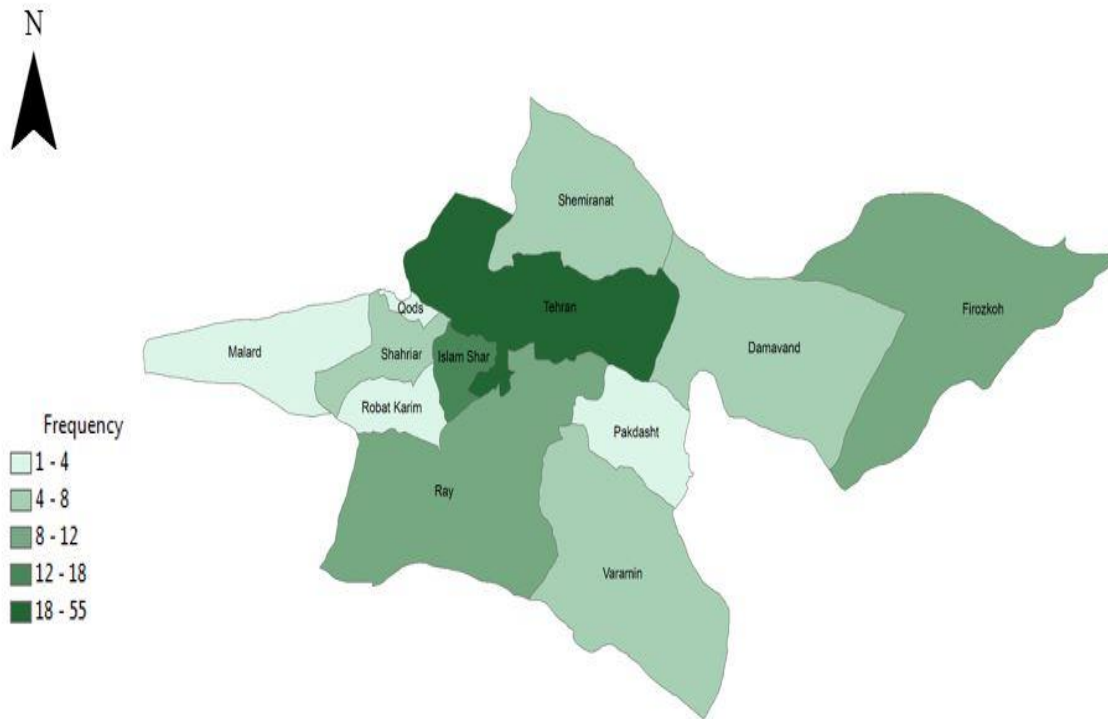 N
Shemiranat
Tehran
Firozkoh
Qods
Malard
Shahriar
Islam Shar
Damavand
Robat Karim
Pakdasht
Ray
Varamin
Frequency
1 - 4
4 - 8
8 - 12
12 - 18
18 - 55